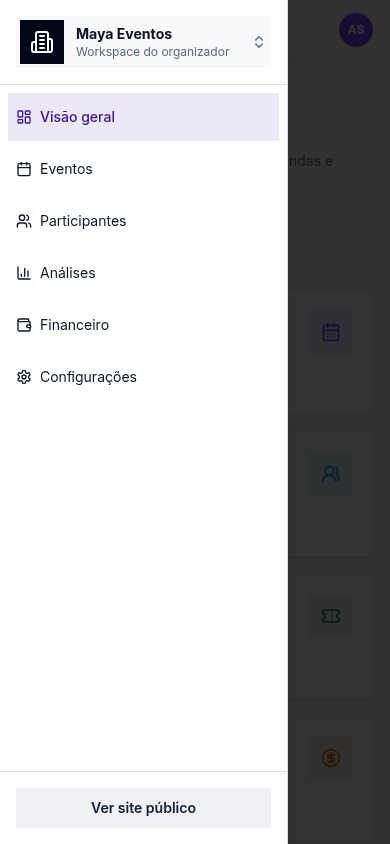 Maya Eventos
Workspace do organizador
AS
Visão geral
Eventos
ndas e
Participantes
Análises
Financeiro
Configurações
Ver site público